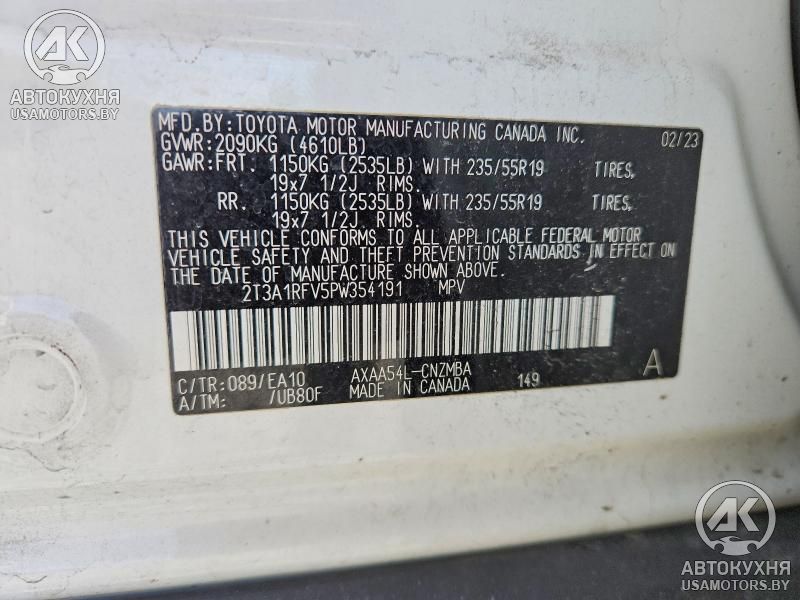 AK
АВТОКУХНЯ
USAMOTORS.BY
MFD.BY:TOYOTA MOTOR MANUFACTURING CANADA INC. 02/23
GVWR:2090KG (4610LB)
GAWR:FRT. 1150KG (2535LB) WITH 235/55R19 TIRES,
19x7 1/2J RIMS.
RR. 1150KG (2535LB) WITH 235/55R19 TIRES,
19x7 1/2J RIMS.
THIS VEHICLE CONFORMS TO ALL APPLICABLE FEDERAL MOTOR
VEHICLE SAFETY AND THEFT PREVENTION STANDARDS IN EFFECT ON
THE DATE OF MANUFACTURE SHOWN ABOVE.
2T3A1RFV5PW354191 MPV
C/TR:089/EA10 AXAA54L-CNZMBA A
A/TM: /UB80F MADE IN CANADA 149
AK
АВТОКУХНЯ
USAMOTORS.BY